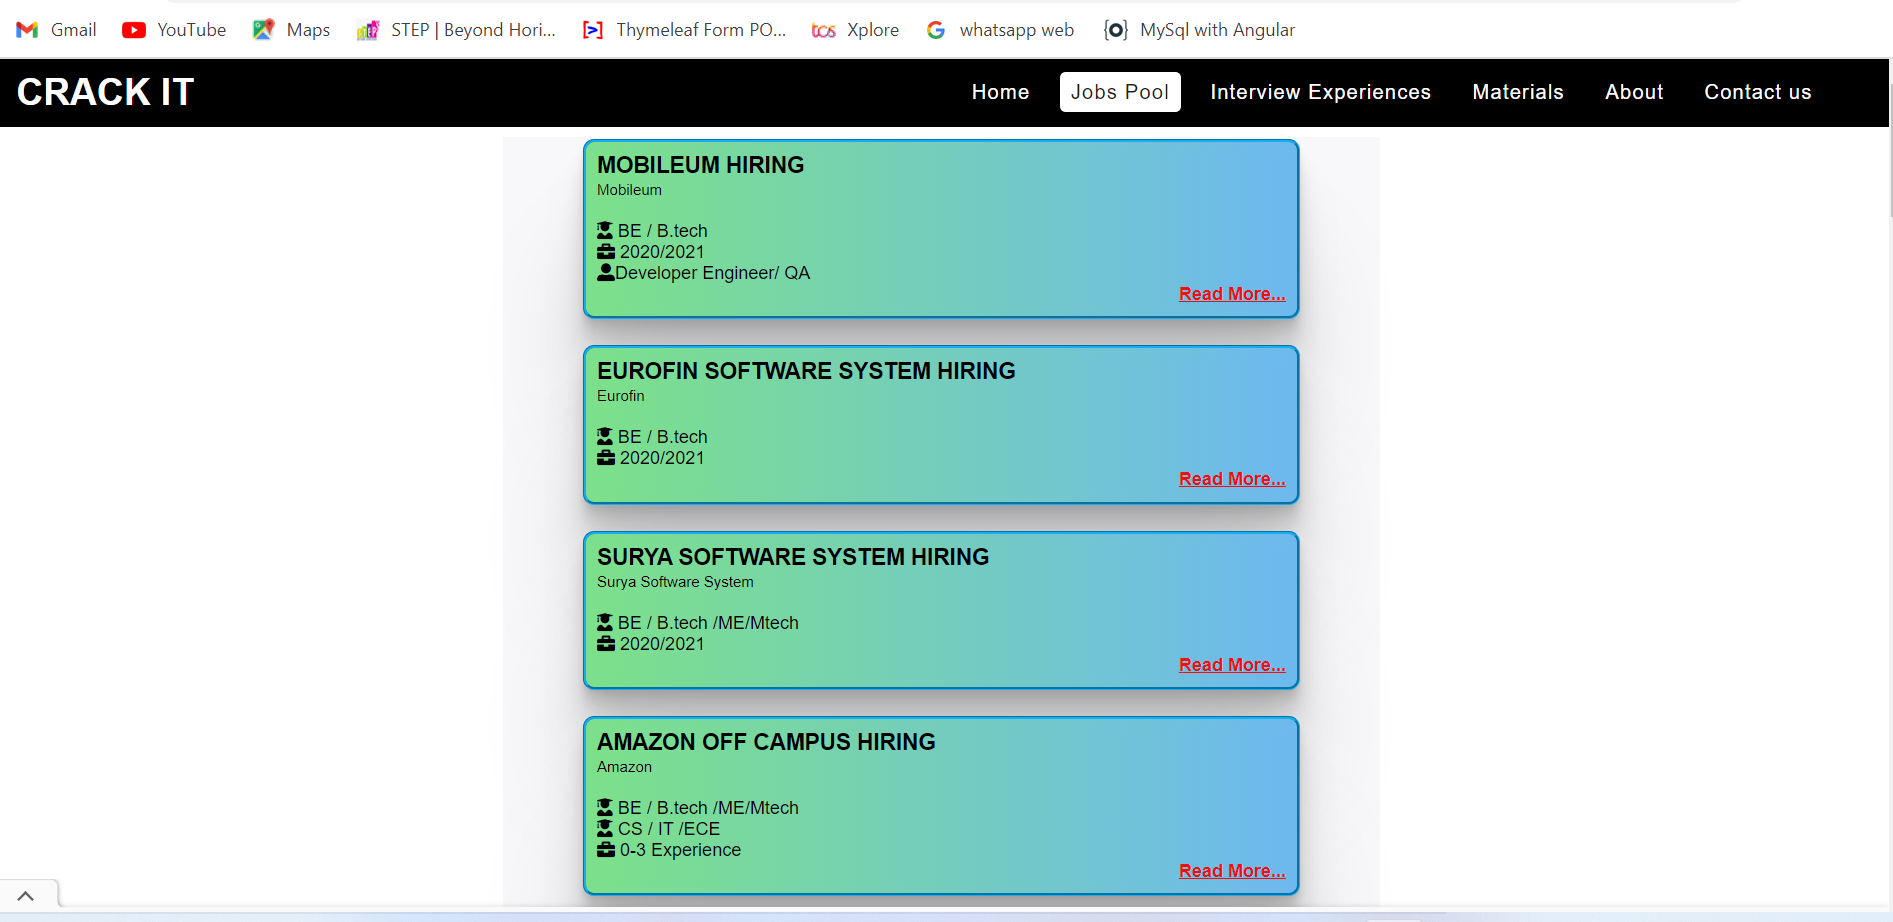 Gmail YouTube Maps STEP | Beyond Hori... Thymeleaf Form PO... tcs Xplore whatsapp web MySql with Angular
CRACK IT Home Jobs Pool Interview Experiences Materials About Contact us
MOBILEUM HIRING
Mobileum
BE / B.tech
2020/2021
Developer Engineer/ QA
Read More...
EUROFIN SOFTWARE SYSTEM HIRING
Eurofin
BE / B.tech
2020/2021
Read More...
SURYA SOFTWARE SYSTEM HIRING
Surya Software System
BE / B.tech /ME/Mtech
2020/2021
Read More...
AMAZON OFF CAMPUS HIRING
Amazon
BE / B.tech /ME/Mtech
CS / IT /ECE
0-3 Experience
Read More...